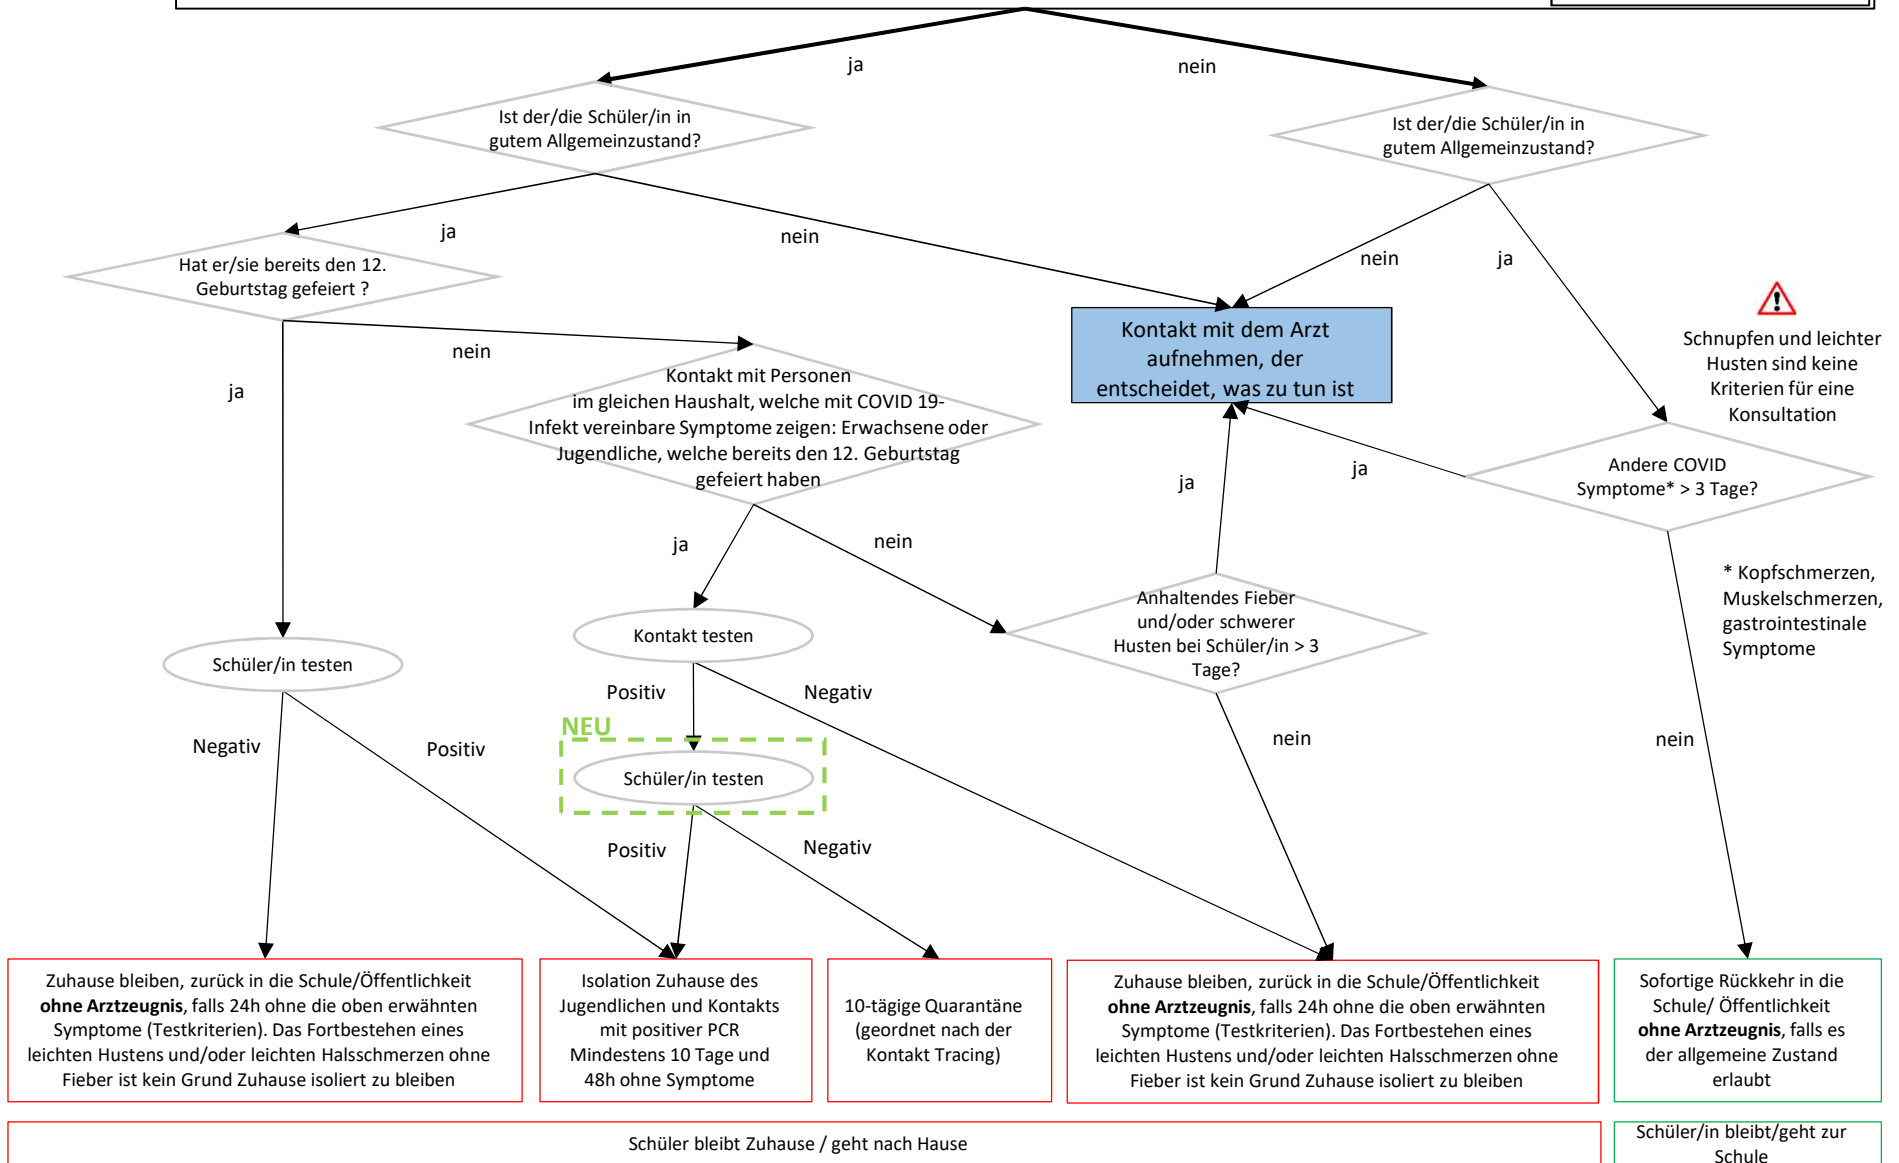 ja
nein
Ist der/die Schüler/in in
gutem Allgemeinzustand?
Ist der/die Schüler/in in
gutem Allgemeinzustand?
ja
nein
nein
ja
Hat er/sie bereits den 12.
Geburtstag gefeiert ?
Schnupfen und leichter
Husten sind keine
Kriterien für eine
Konsultation
Kontakt mit dem Arzt
aufnehmen, der
entscheidet, was zu tun ist
nein
ja
Kontakt mit Personen
im gleichen Haushalt, welche mit COVID 19-
Infekt vereinbare Symptome zeigen: Erwachsene oder
Jugendliche, welche bereits den 12. Geburtstag
gefeiert haben
ja
ja
Andere COVID
Symptome* > 3 Tage?
ja
nein
* Kopfschmerzen,
Muskelschmerzen,
gastrointestinale
Symptome
Anhaltendes Fieber
und/oder schwerer
Husten bei Schüler/in > 3
Tage?
Kontakt testen
Schüler/in testen
Positiv
Negativ
NEU
Negativ
Positiv
nein
nein
Schüler/in testen
Positiv
Negativ
Zuhause bleiben, zurück in die Schule/Öffentlichkeit
ohne Arztzeugnis, falls 24h ohne die oben erwähnten
Symptome (Testkriterien). Das Fortbestehen eines
leichten Hustens und/oder leichten Halsschmerzen ohne
Fieber ist kein Grund Zuhause isoliert zu bleiben
Isolation Zuhause des
Jugendlichen und Kontakts
mit positiver PCR
Mindestens 10 Tage und
48h ohne Symptome
10-tägige Quarantäne
(geordnet nach der
Kontakt Tracing)
Zuhause bleiben, zurück in die Schule/Öffentlichkeit
ohne Arztzeugnis, falls 24h ohne die oben erwähnten
Symptome (Testkriterien). Das Fortbestehen eines
leichten Hustens und/oder leichten Halsschmerzen ohne
Fieber ist kein Grund Zuhause isoliert zu bleiben
Sofortige Rückkehr in die
Schule/ Öffentlichkeit
ohne Arztzeugnis, falls es
der allgemeine Zustand
erlaubt
Schüler bleibt Zuhause / geht nach Hause
Schüler/in bleibt/geht zur
Schule